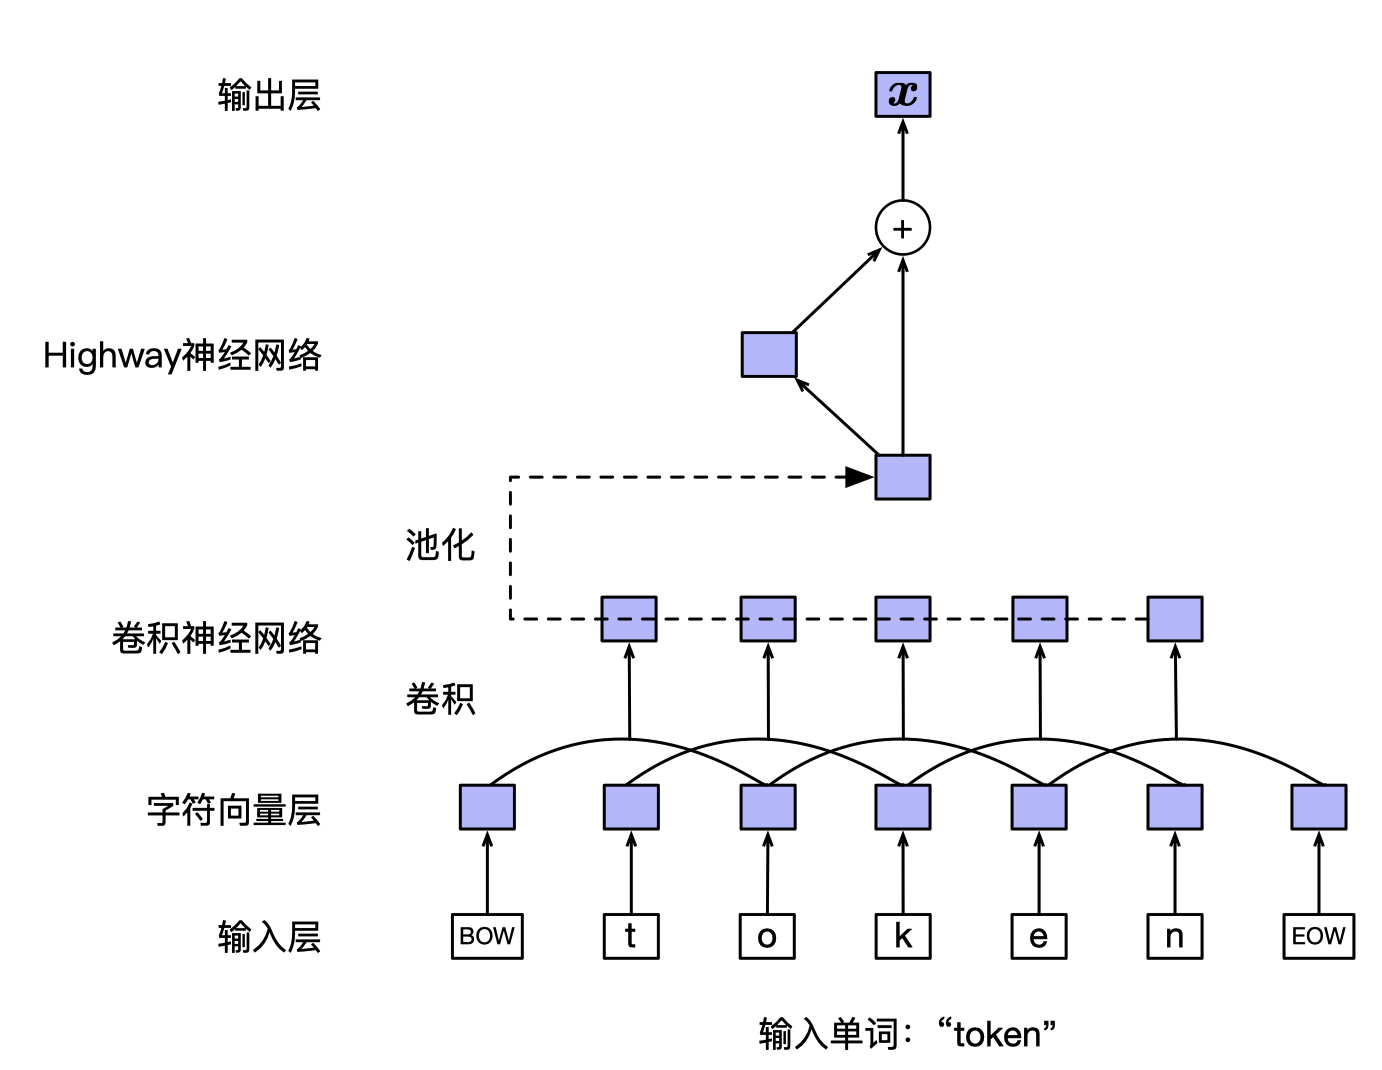 输出层
x
+
Highway神经网络
池化
卷积神经网络
卷积
字符向量层
输入层
BOW t o k e n EOW
输入单词：“token”